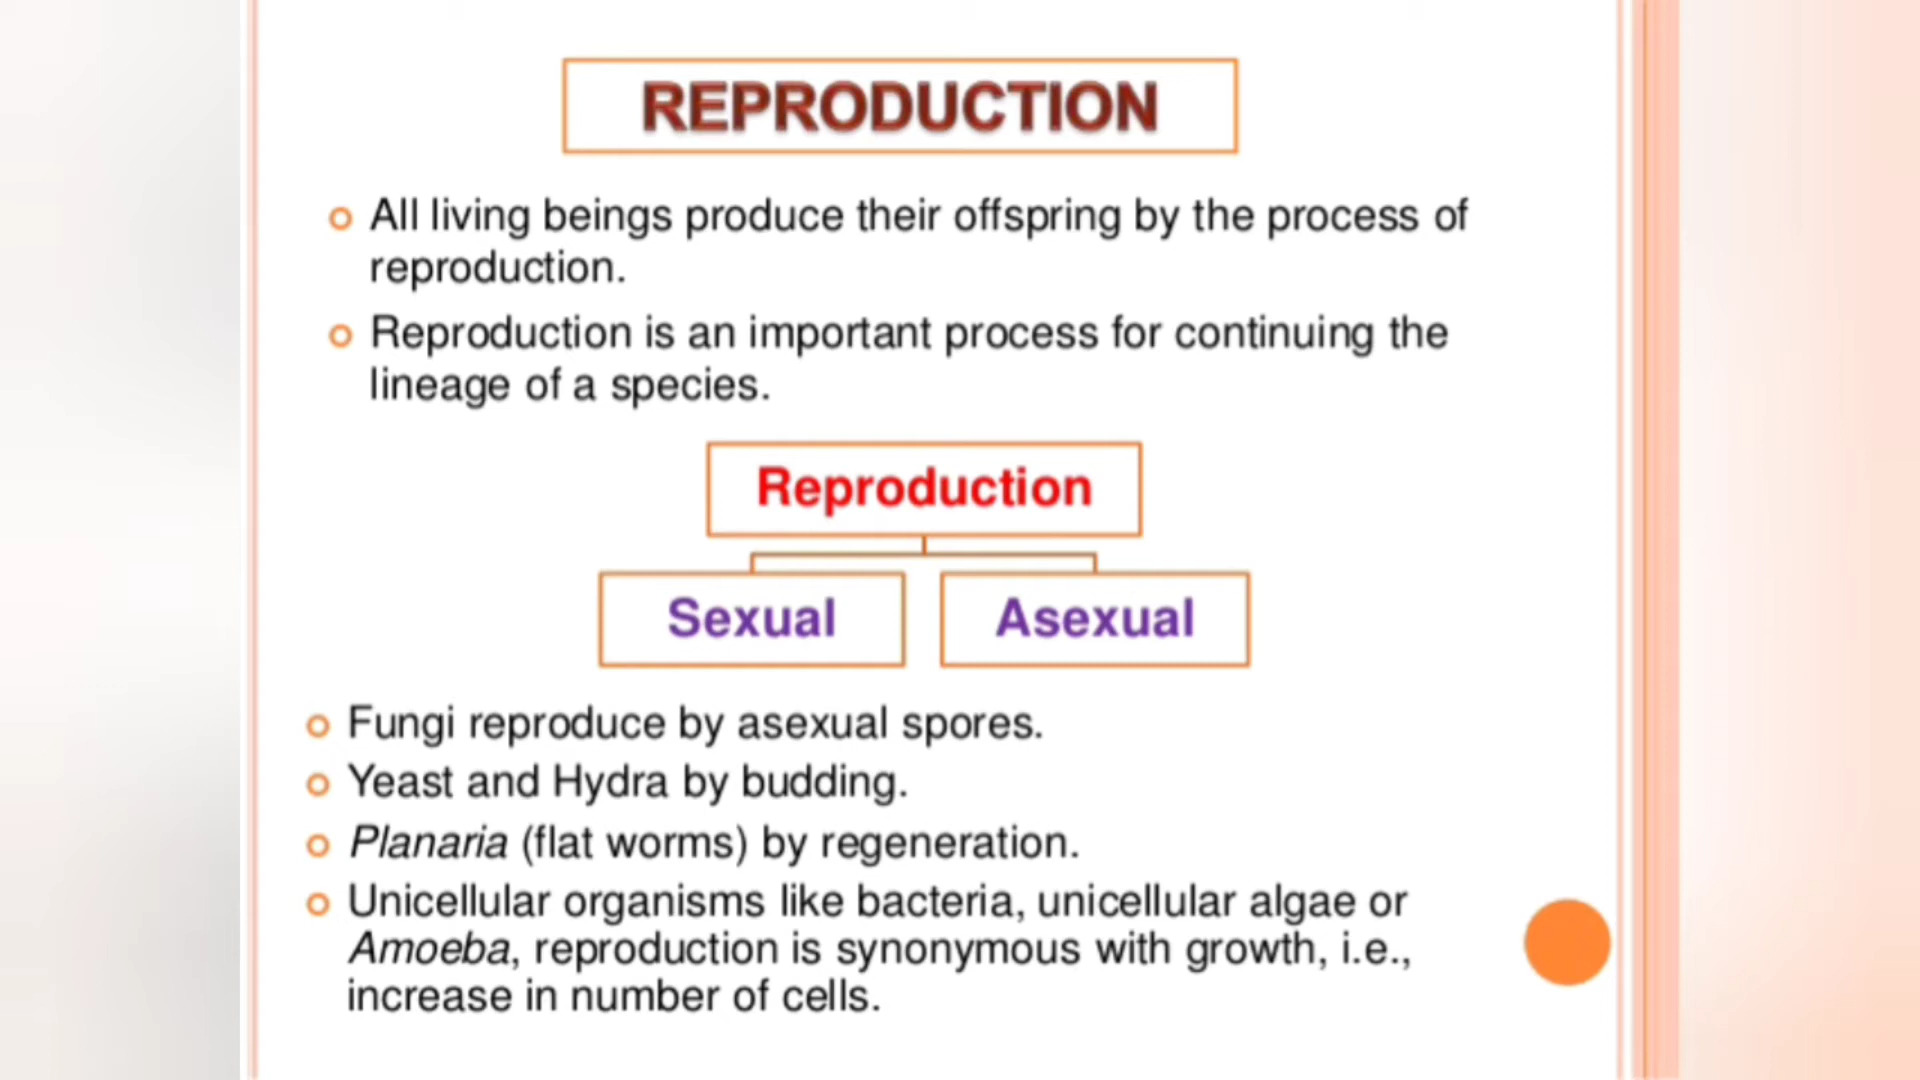 REPRODUCTION
All living beings produce their offspring by the process of
reproduction.
Reproduction is an important process for continuing the
lineage of a species.
Reproduction
Sexual
Asexual
Fungi reproduce by asexual spores.
Yeast and Hydra by budding.
Planaria (flat worms) by regeneration.
Unicellular organisms like bacteria, unicellular algae or
Amoeba, reproduction is synonymous with growth, i.e.,
increase in number of cells.